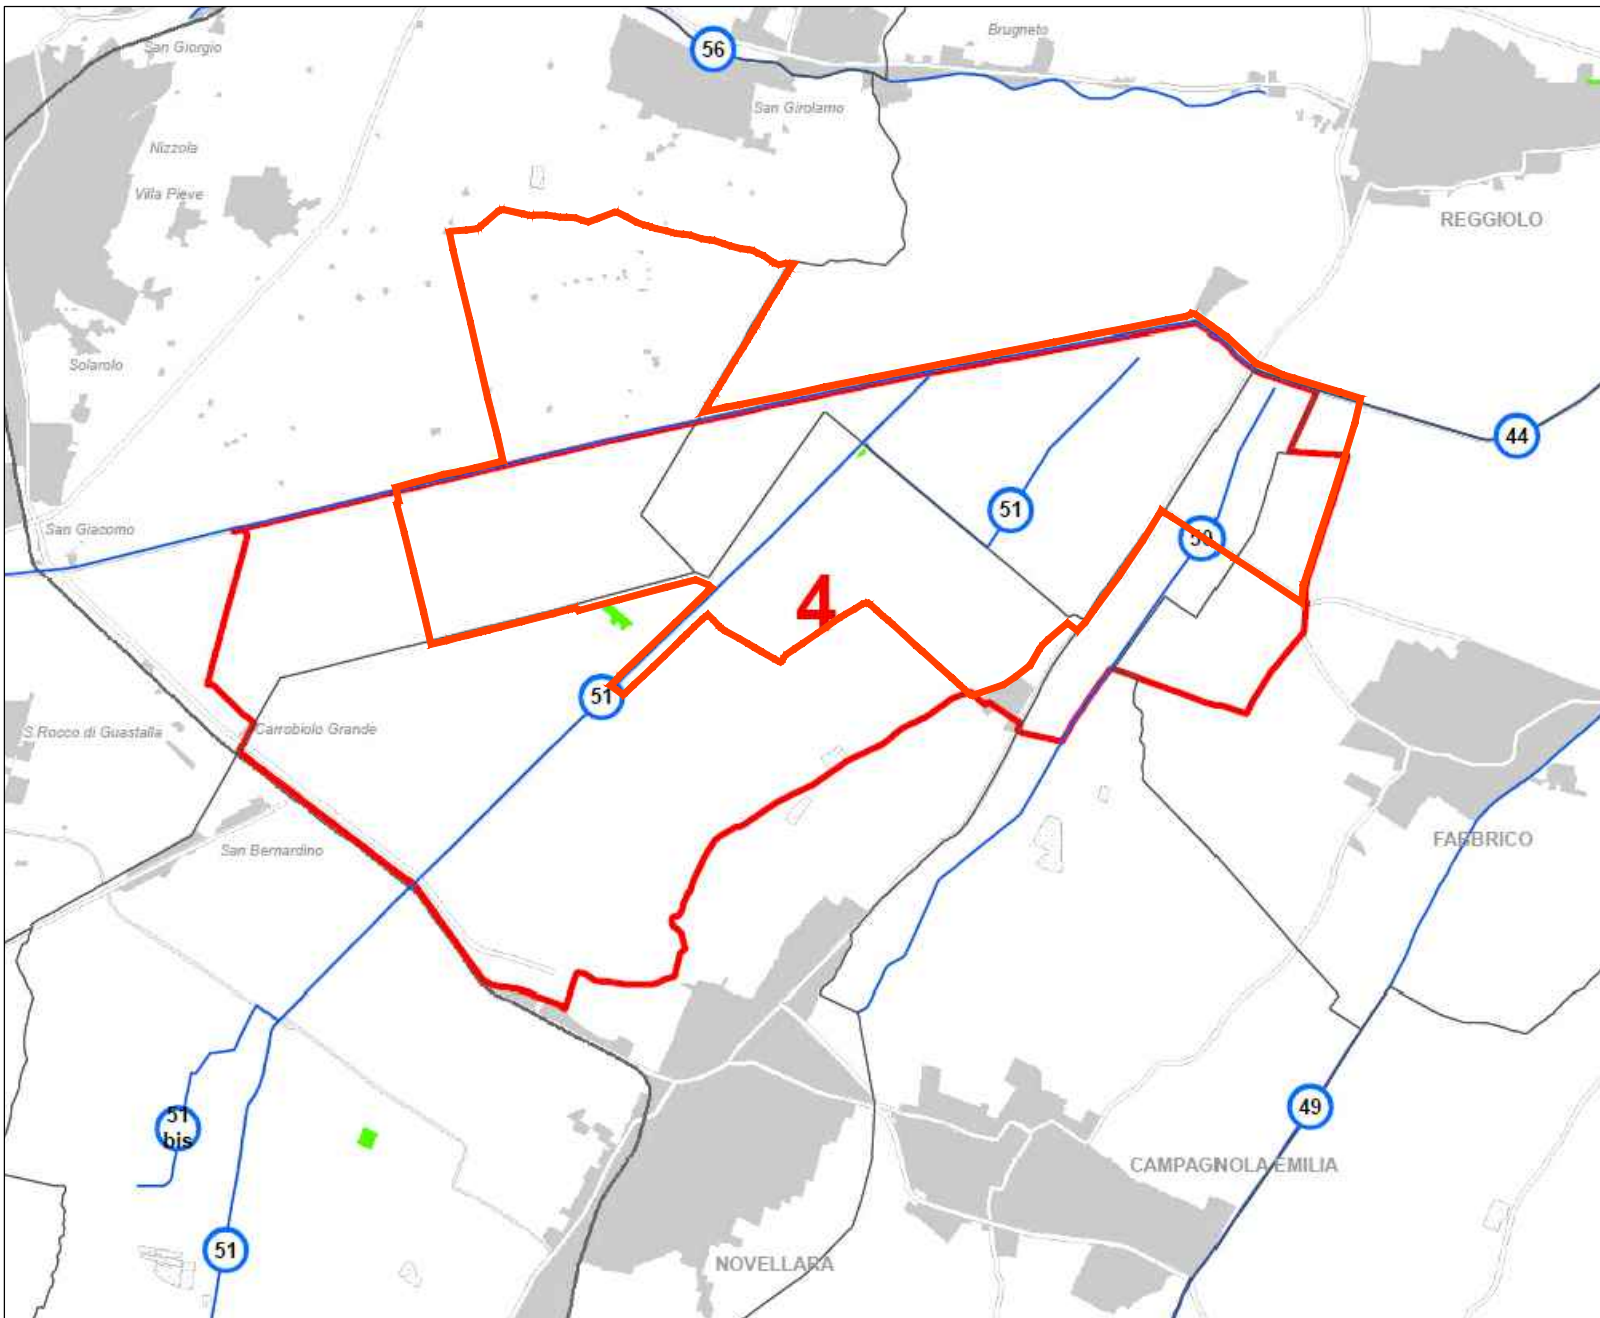 Brugneto
San Giorgio
56
San Girolamo
Nizzola
Villa Pieve
REGGIOLO
Solarolo
44
51
San Giacomo
50
4
51
S.Rocco di Guastalla
Carrobiolo Grande
FABBRICO
San Bernardino
49
51
bis
CAMPAGNOLA EMILIA
51
NOVELLARA